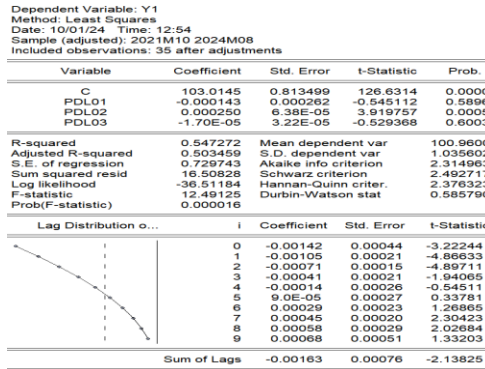 Dependent Variable: Y1
Method: Least Squares
Date: 10/01/24 Time: 12:54
Sample (adjusted): 2021M10 2024M08
Included observations: 35 after adjustments
Variable Coefficient Std. Error t-Statistic Prob.
C 103.0145 0.813499 126.6314 0.0000
PDL01 -0.000143 0.000262 -0.545112 0.5896
PDL02 0.000250 6.38E-05 3.919757 0.0005
PDL03 -1.70E-05 3.22E-05 -0.529368 0.6003
R-squared 0.547272 Mean dependent var 100.9600
Adjusted R-squared 0.503459 S.D. dependent var 1.035602
S.E. of regression 0.729743 Akaike info criterion 2.314963
Sum squared resid 16.50828 Schwarz criterion 2.492717
Log likelihood -36.51184 Hannan-Quinn criter. 2.376323
F-statistic 12.49125 Durbin-Watson stat 0.585790
Prob(F-statistic) 0.000016
Lag Distribution o... i Coefficient Std. Error t-Statistic
0 -0.00142 0.00044 -3.22244
1 -0.00105 0.00021 -4.86633
2 -0.00071 0.00015 -4.89711
3 -0.00041 0.00021 -1.94065
4 -0.00014 0.00026 -0.54511
5 9.0E-05 0.00027 0.33781
6 0.00029 0.00023 1.26865
7 0.00045 0.00020 2.30423
8 0.00058 0.00029 2.02684
9 0.00068 0.00051 1.33203
Sum of Lags -0.00163 0.00076 -2.13825